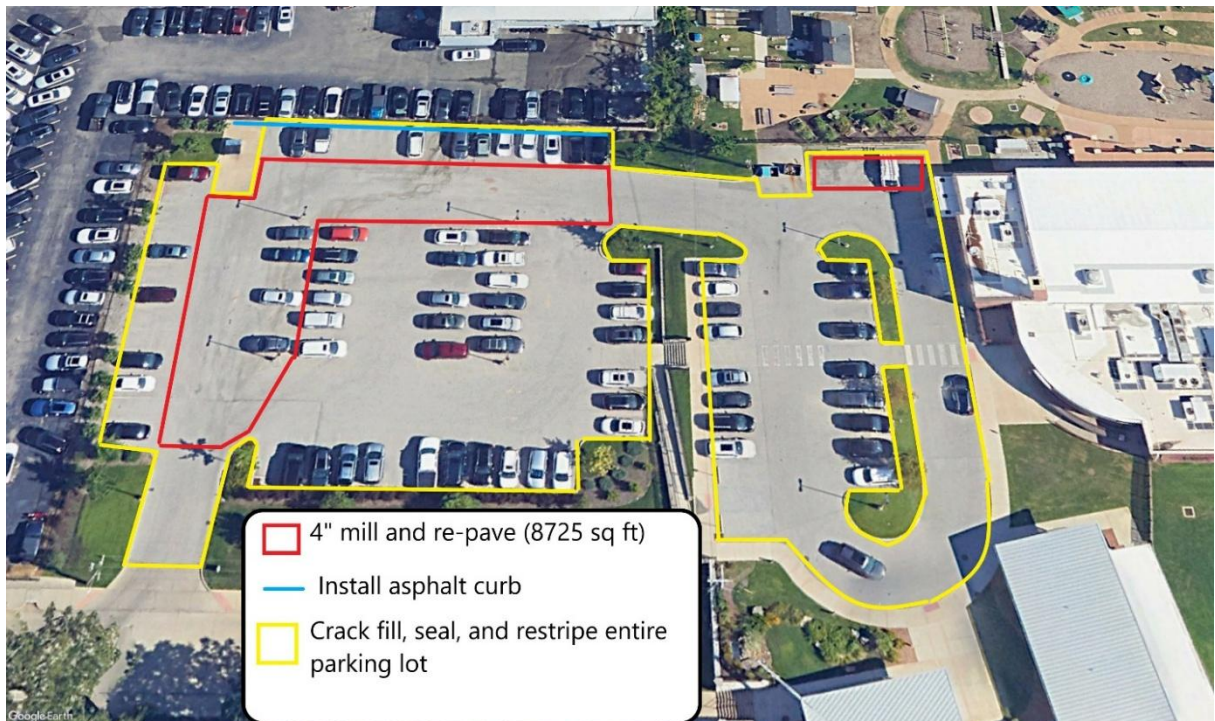 4" mill and re-pave (8725 sq ft)
Install asphalt curb
Crack fill, seal, and restripe entire
parking lot
Google Earth